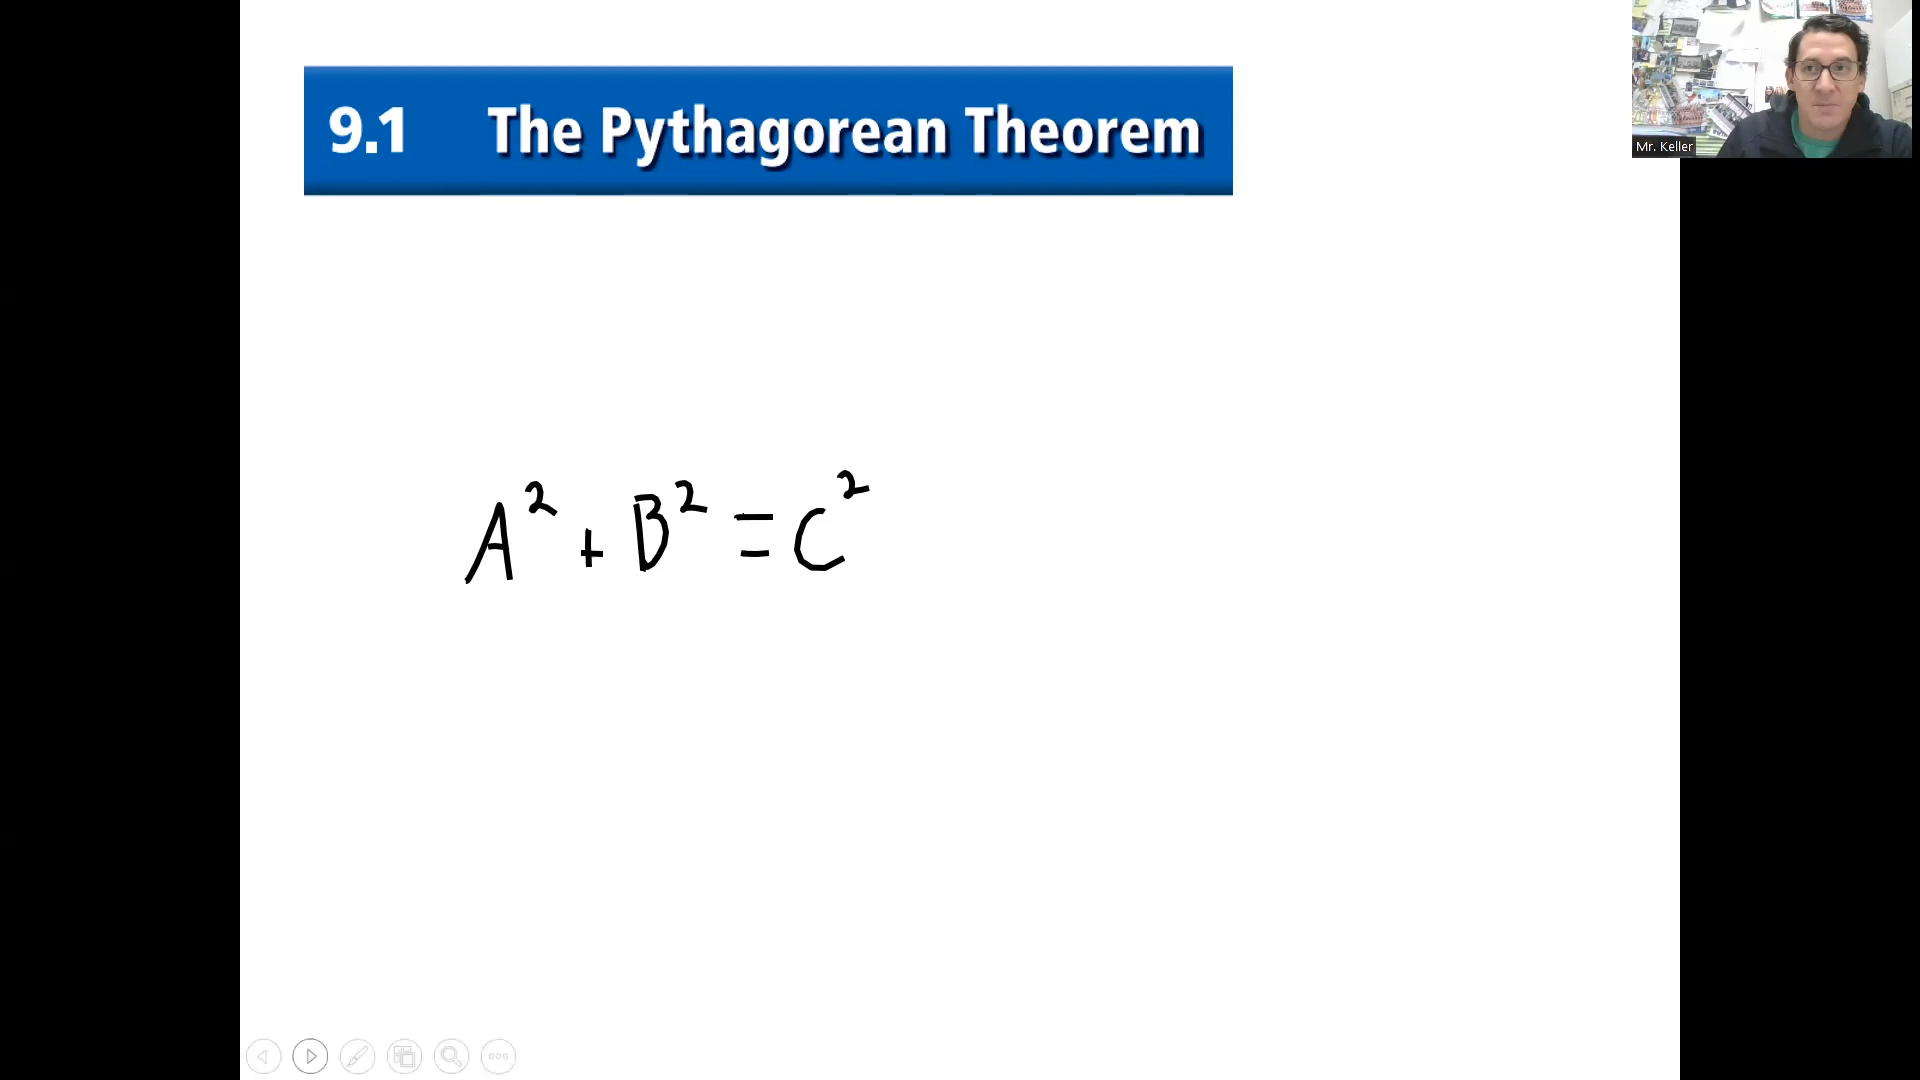 9.1 The Pythagorean Theorem
Mr. Keller
A² + B² = C²